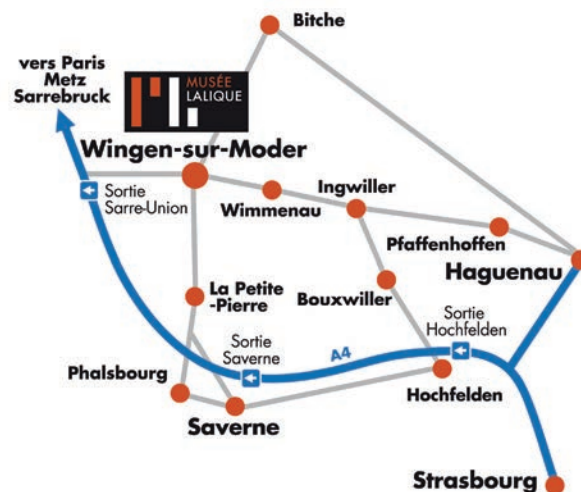 Bitche
vers Paris
Metz
Sarrebruck
MUSÉE
LALIQUE
Wingen-sur-Moder
Sortie
Sarre-Union
Wimmenau
Ingwiller
Pfaffenhoffen
Haguenau
La Petite
-Pierre
Bouxwiller
Sortie
Hochfelden
Sortie
Saverne
A4
Phalsbourg
Hochfelden
Saverne
Strasbourg